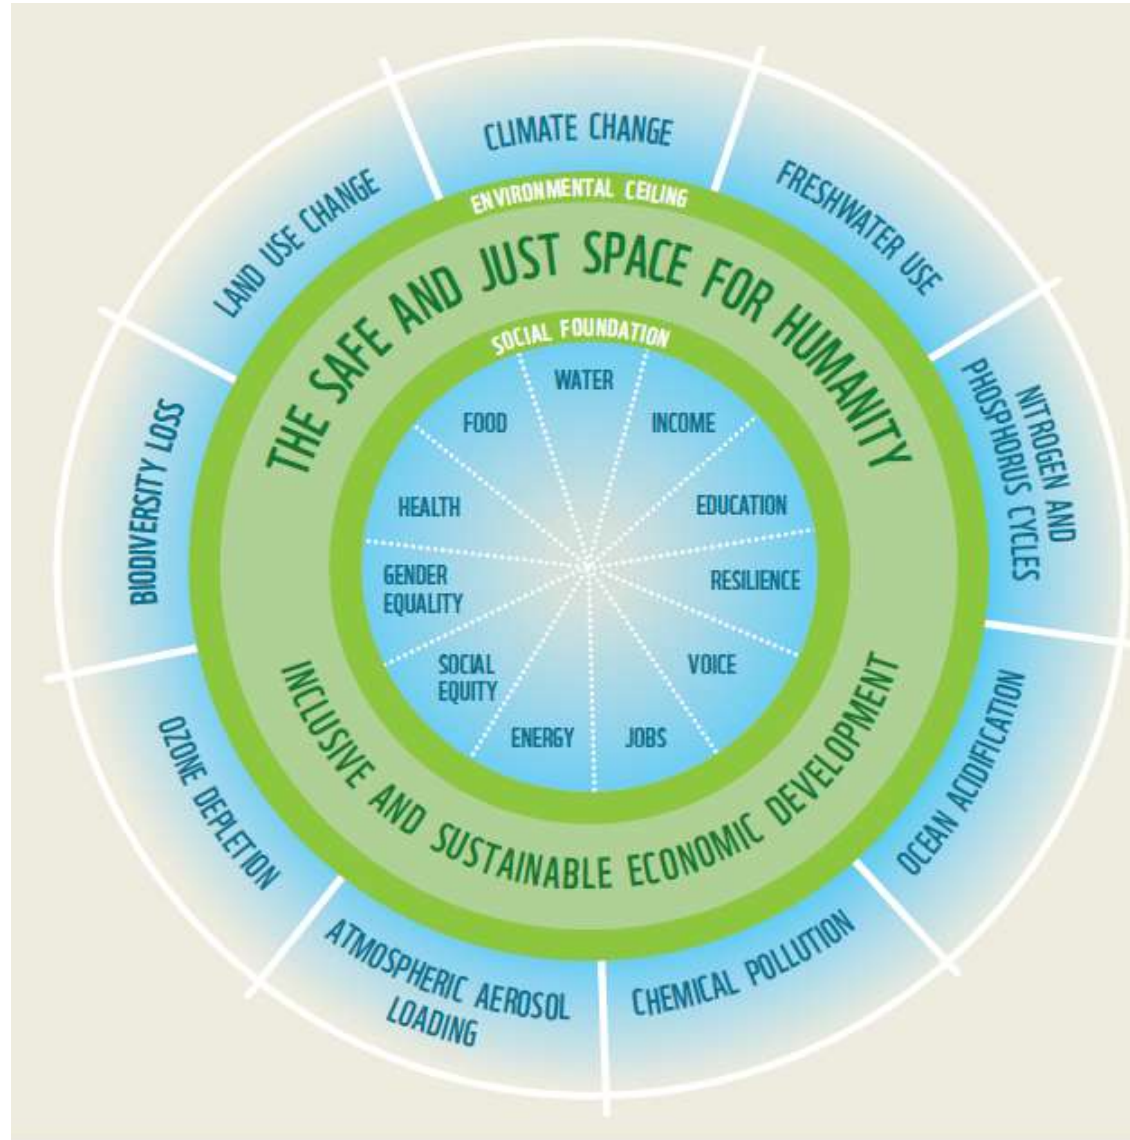 CLIMATE CHANGE
FRESHWATER USE
NITROGEN AND
PHOSPHORUS CYCLES
OCEAN ACIDIFICATION
CHEMICAL POLLUTION
ATMOSPHERIC AEROSOL
LOADING
OZONE DEPLETION
BIODIVERSITY LOSS
LAND USE CHANGE
ENVIRONMENTAL CEILING
THE SAFE AND JUST SPACE FOR HUMANITY
SOCIAL FOUNDATION
WATER
INCOME
EDUCATION
RESILIENCE
VOICE
JOBS
ENERGY
SOCIAL
EQUITY
GENDER
EQUALITY
HEALTH
FOOD
INCLUSIVE AND SUSTAINABLE ECONOMIC DEVELOPMENT